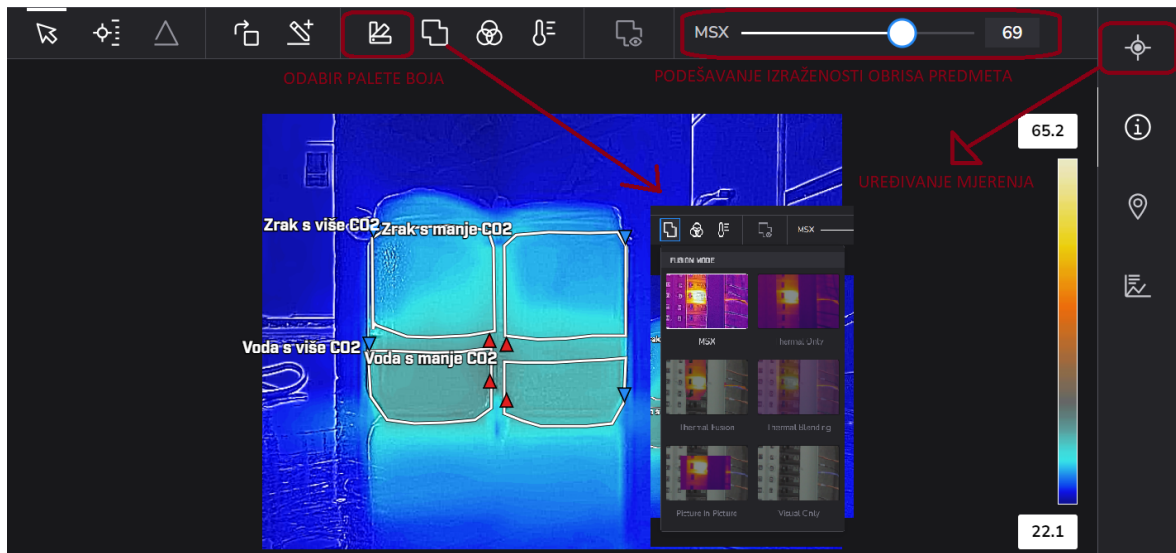 MSX 69
ODABIR PALETE BOJA
PODEŠAVANJE IZRAŽENOSTI OBRISA PREDMETA
65.2
UREĐIVANJE MJERENJA
Zrak s više CO2
Zrak s manje CO2
MSX
FUSION MODE
MSX
Thermal Only
Voda s više CO2
Voda s manje CO2
Thermal Fusion
Thermal Blending
Picture in Picture
Visual Only
22.1